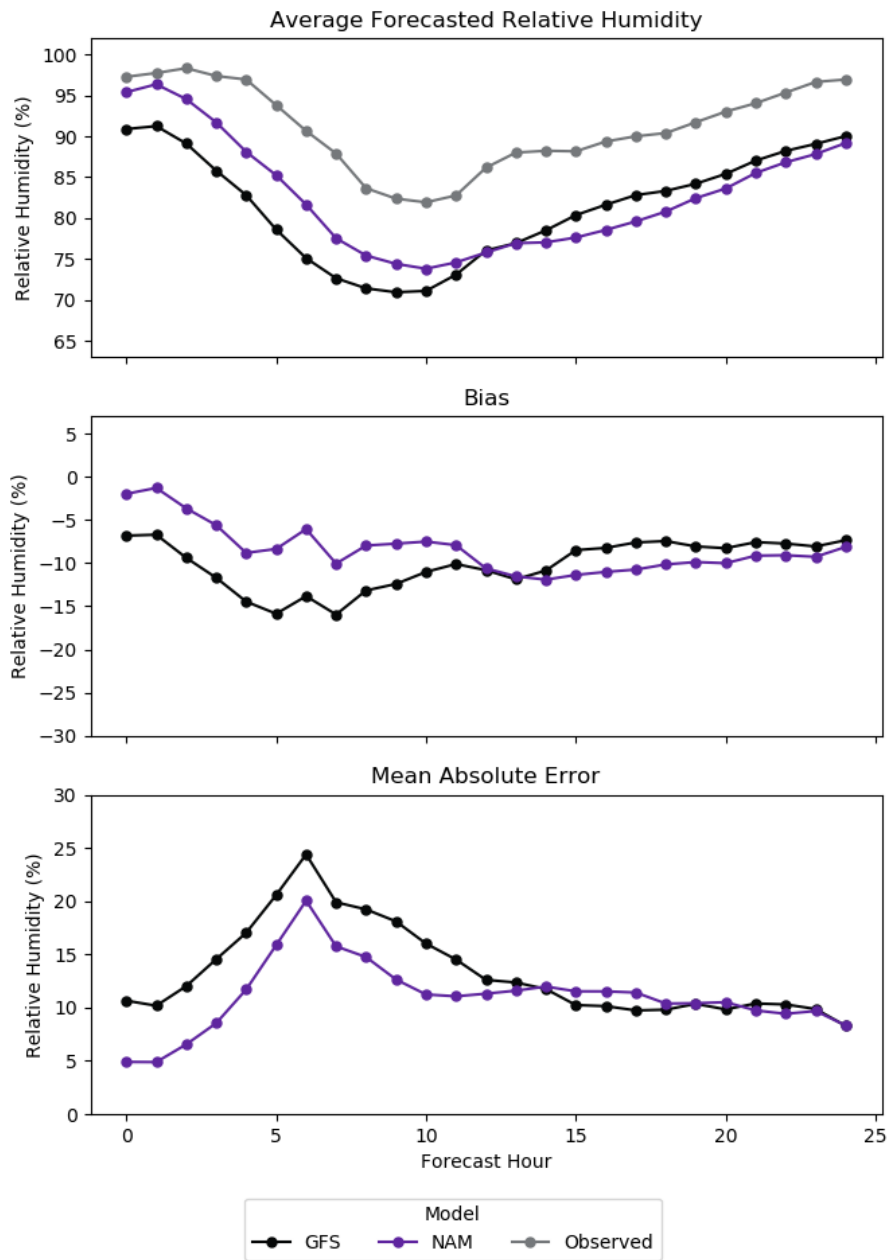 Average Forecasted Relative Humidity
Relative Humidity (%)
100
95
90
85
80
75
70
65
Bias
Relative Humidity (%)
5
0
−5
−10
−15
−20
−25
−30
Mean Absolute Error
Relative Humidity (%)
30
25
20
15
10
5
0
0 5 10 15 20 25
Forecast Hour
Model
GFS NAM Observed